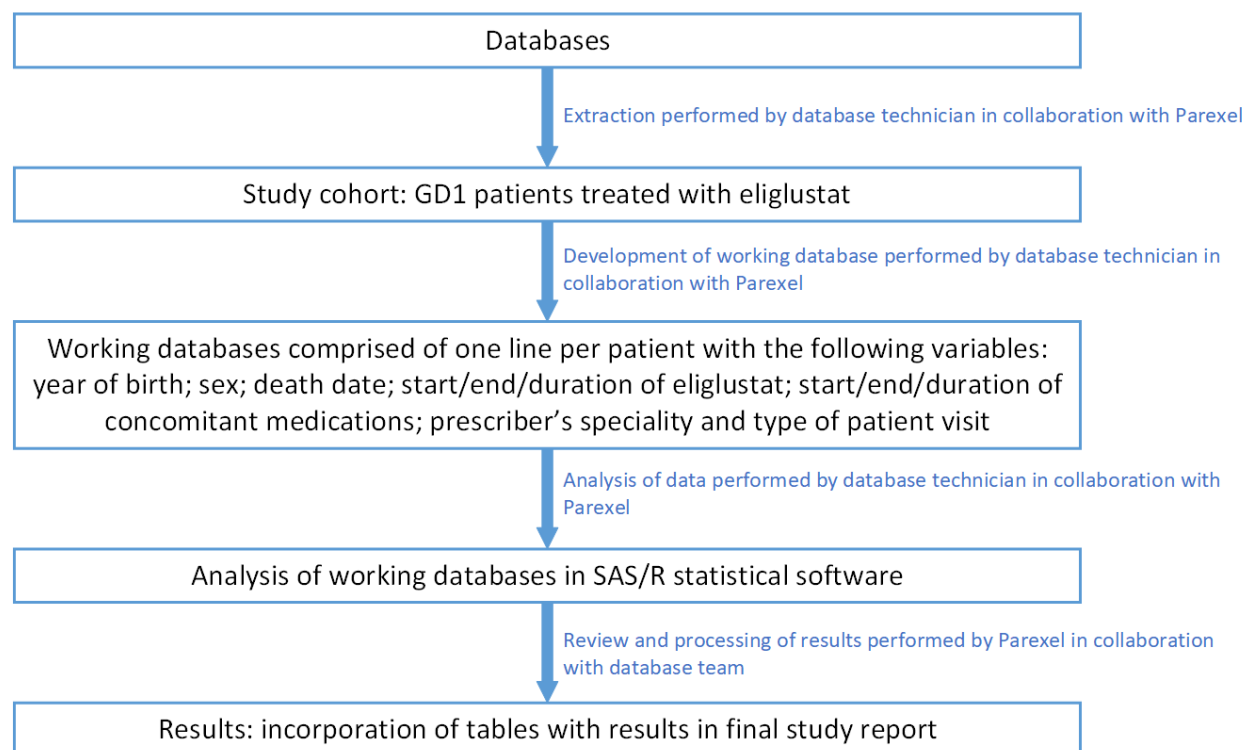 Databases
Extraction performed by database technician in collaboration with Parexel
Study cohort: GD1 patients treated with eliglustat
Development of working database performed by database technician in
collaboration with Parexel
Working databases comprised of one line per patient with the following variables:
year of birth; sex; death date; start/end/duration of eliglustat; start/end/duration of
concomitant medications; prescriber’s speciality and type of patient visit
Analysis of data performed by database technician in collaboration with
Parexel
Analysis of working databases in SAS/R statistical software
Review and processing of results performed by Parexel in collaboration
with database team
Results: incorporation of tables with results in final study report